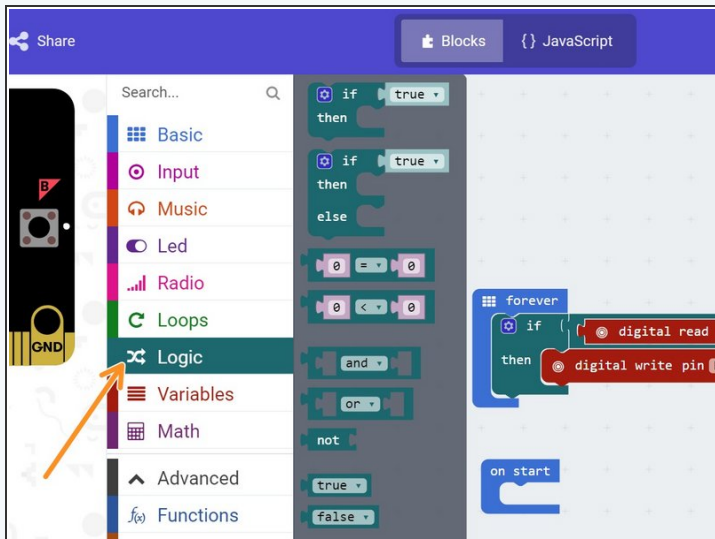 Share
Blocks
{} JavaScript
B
GND
Search...
Basic
Input
Music
Led
Radio
Loops
Logic
Variables
Math
Advanced
f(x) Functions
if true
then
if true
then
else
0 = 0
0 < 0
and
or
not
true
false
forever
if digital read
then digital write pin
on start